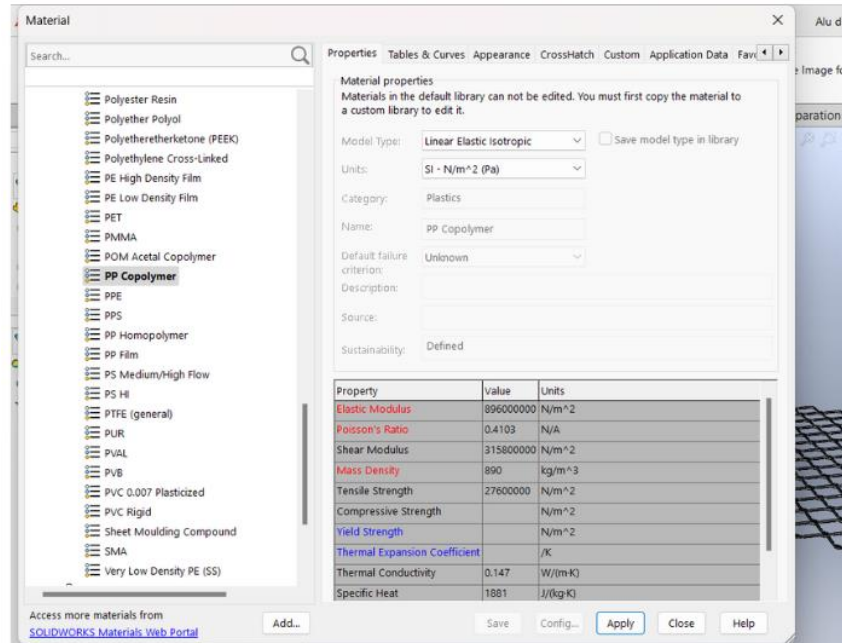 Material
Alu d
Search...
Polyester Resin
Polyether Polyol
Polyetheretherketone (PEEK)
Polyethylene Cross-Linked
PE High Density Film
PE Low Density Film
PET
PMMA
POM Acetal Copolymer
PP Copolymer
PPE
PPS
PP Homopolymer
PP Film
PS Medium/High Flow
PS HI
PTFE (general)
PUR
PVAL
PVB
PVC 0.007 Plasticized
PVC Rigid
Sheet Moulding Compound
SMA
Very Low Density PE (SS)
Access more materials from
SOLIDWORKS Materials Web Portal
Add...
Properties Tables & Curves Appearance CrossHatch Custom Application Data Fav
Material properties
Materials in the default library can not be edited. You must first copy the material to
a custom library to edit it.
Model Type: Linear Elastic Isotropic Save model type in library
Units: SI - N/m^2 (Pa)
Category: Plastics
Name: PP Copolymer
Default failure
criterion: Unknown
Description:
Source:
Sustainability: Defined
Property Value Units
Elastic Modulus 896000000 N/m^2
Poisson's Ratio 0.4103 N/A
Shear Modulus 315800000 N/m^2
Mass Density 890 kg/m^3
Tensile Strength 27600000 N/m^2
Compressive Strength N/m^2
Yield Strength N/m^2
Thermal Expansion Coefficient /K
Thermal Conductivity 0.147 W/(m·K)
Specific Heat 1881 J/(kg·K)
Save Config... Apply Close Help
e Image fo
paration